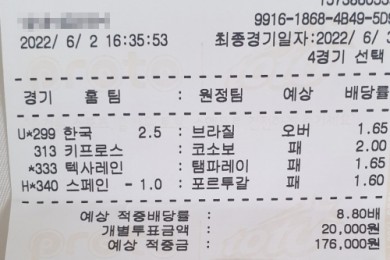 9916-1868-4849-5D
2022/ 6/ 2 16:35:53 최종경기일자:2022/ 6/
4경기 선택
경기 홈 팀 : 원정팀 예상 배당률
U*299 한국 2.5 : 브라질 오버 1.65
313 키프로스 : 코소보 패 2.00
*333 텍사레인 : 탬파레이 패 1.65
H*340 스페인 - 1.0 : 포르투갈 패 1.60
예상 적중배당률 : 8.80배
개별투표금액 : 20,000원
예상 적중금 : 176,000원